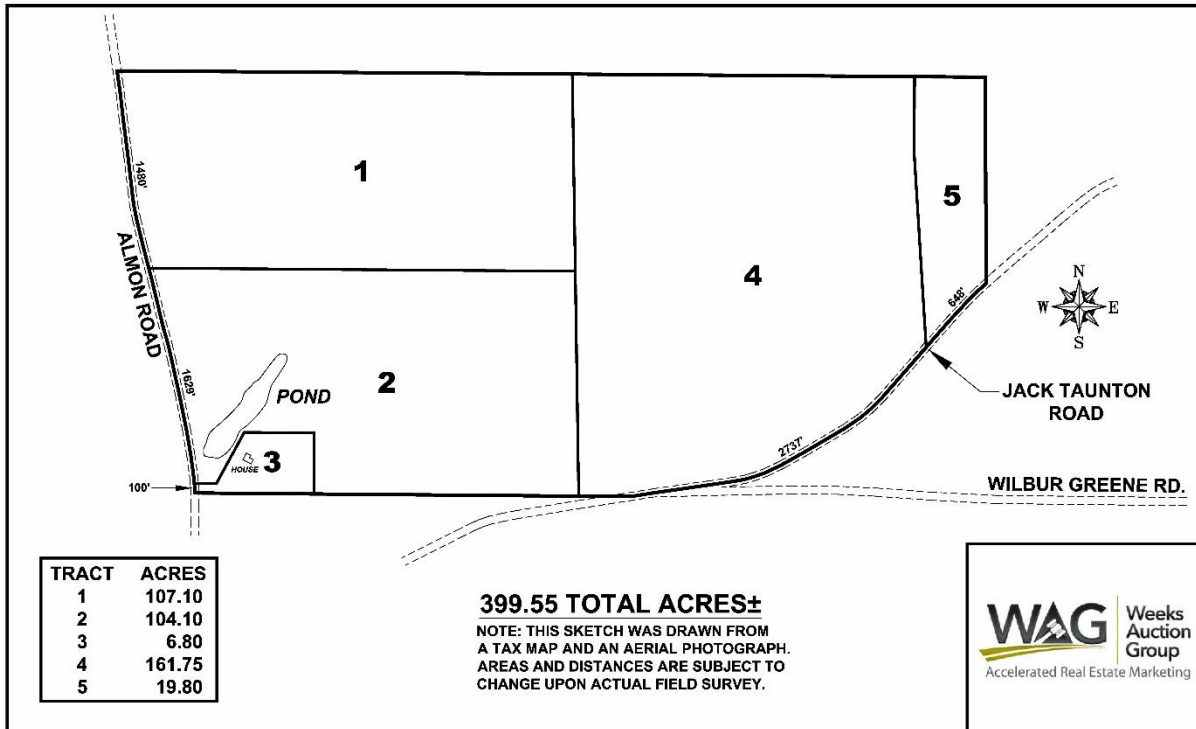 1
1480'
5
N
W E
S
ALMON ROAD
4
648'
1629'
2
POND
JACK TAUNTON
ROAD
HOUSE
3
2737'
100'
WILBUR GREENE RD.
TRACT ACRES
1 107.10
2 104.10
3 6.80
4 161.75
5 19.80
399.55 TOTAL ACRES±
NOTE: THIS SKETCH WAS DRAWN FROM
A TAX MAP AND AN AERIAL PHOTOGRAPH.
AREAS AND DISTANCES ARE SUBJECT TO
CHANGE UPON ACTUAL FIELD SURVEY.
WAG
Weeks
Auction
Group
Accelerated Real Estate Marketing